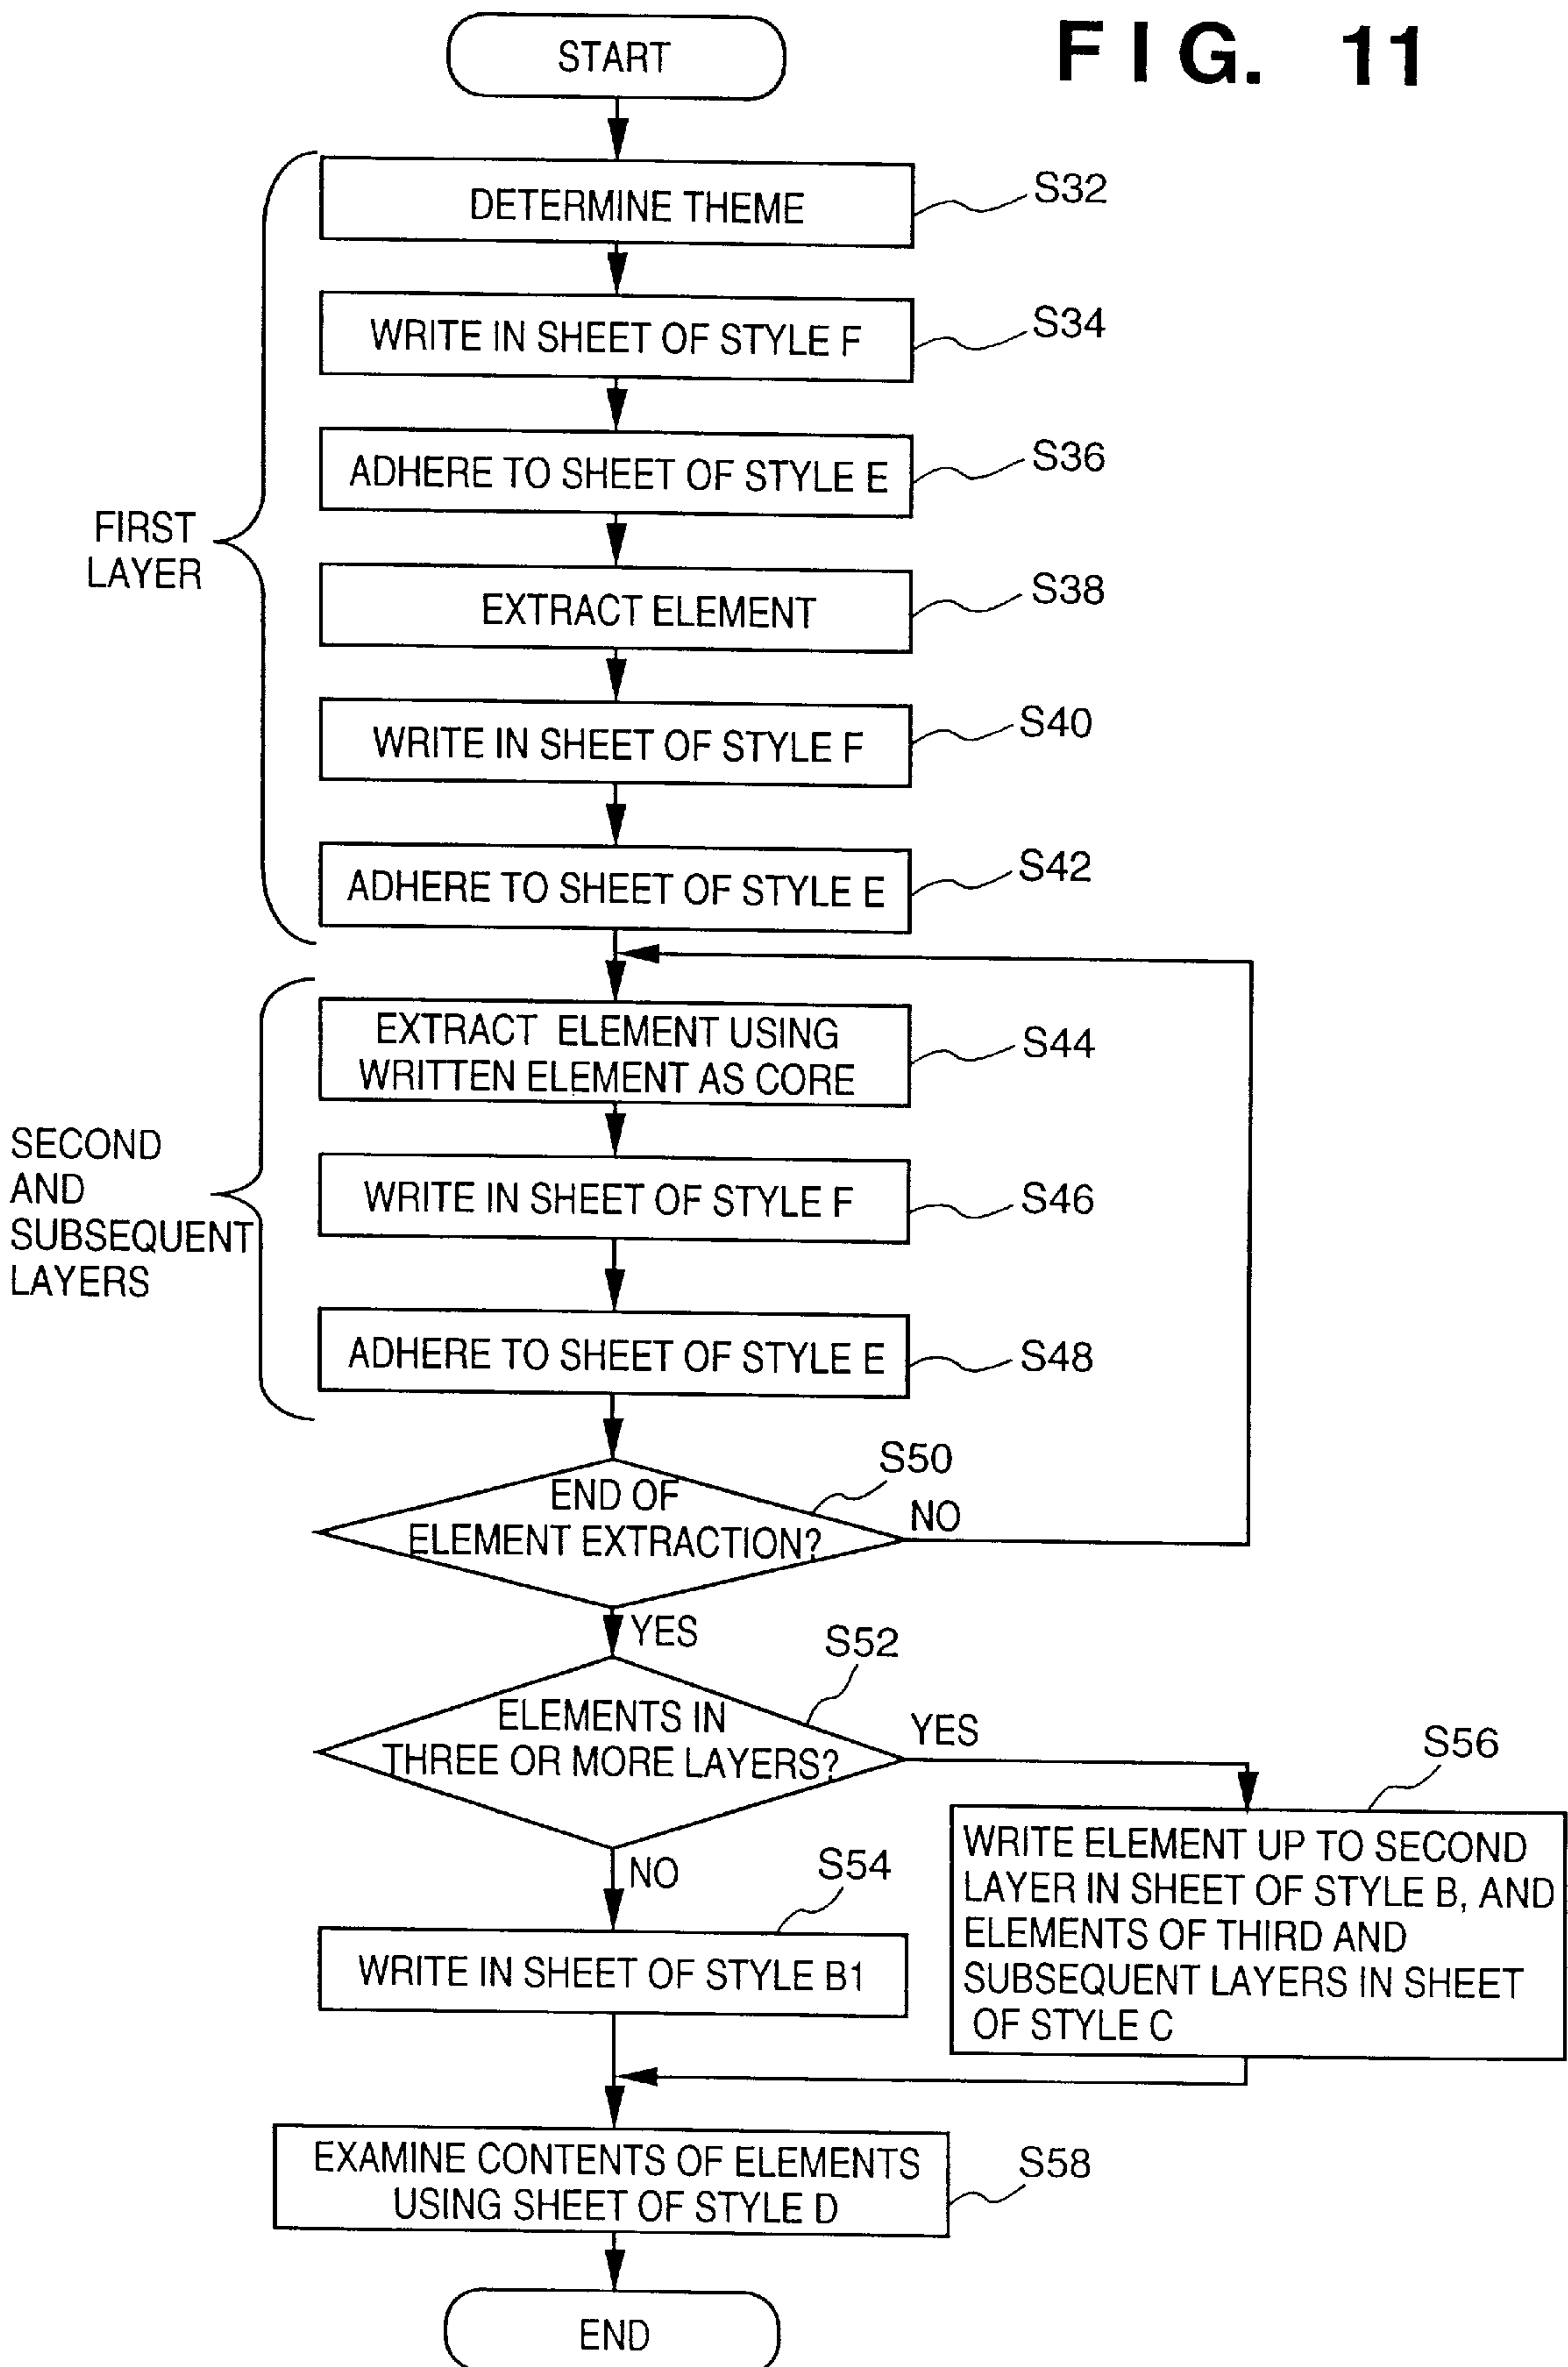 FIG. 11
START
DETERMINE THEME
S32
WRITE IN SHEET OF STYLE F
S34
ADHERE TO SHEET OF STYLE E
S36
FIRST
LAYER
EXTRACT ELEMENT
S38
WRITE IN SHEET OF STYLE F
S40
ADHERE TO SHEET OF STYLE E
S42
EXTRACT ELEMENT USING
WRITTEN ELEMENT AS CORE
S44
SECOND
AND
SUBSEQUENT
LAYERS
WRITE IN SHEET OF STYLE F
S46
ADHERE TO SHEET OF STYLE E
S48
END OF
ELEMENT EXTRACTION?
S50
NO
YES
ELEMENTS IN
THREE OR MORE LAYERS?
S52
YES
NO
S56
WRITE ELEMENT UP TO SECOND
LAYER IN SHEET OF STYLE B, AND
ELEMENTS OF THIRD AND
SUBSEQUENT LAYERS IN SHEET
OF STYLE C
S54
WRITE IN SHEET OF STYLE B1
EXAMINE CONTENTS OF ELEMENTS
USING SHEET OF STYLE D
S58
END